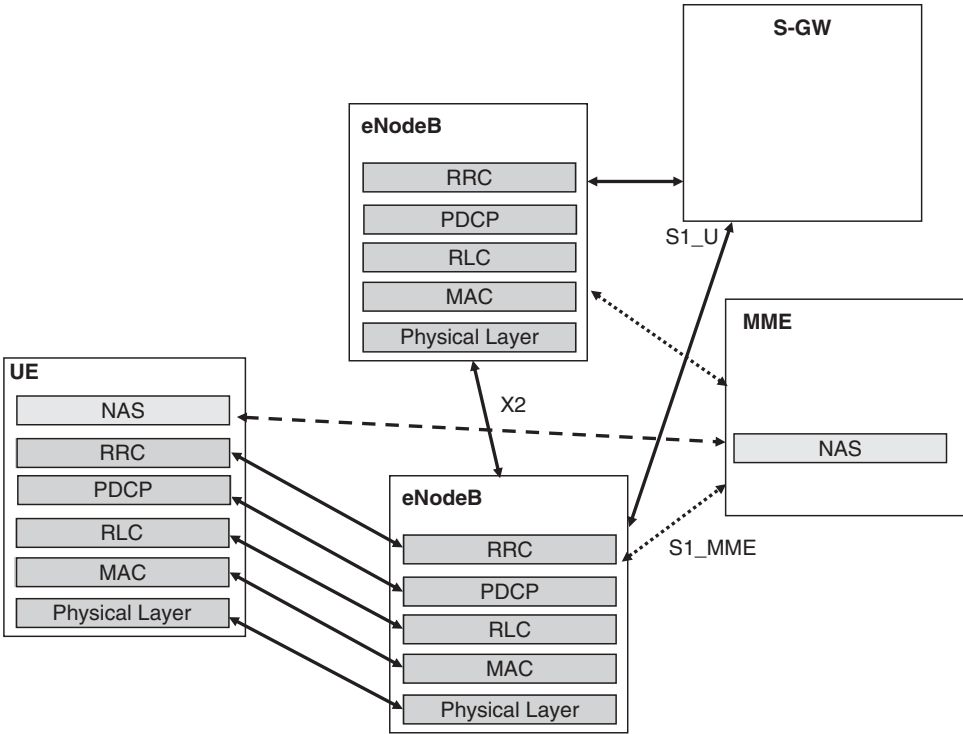 S-GW
eNodeB
RRC
PDCP
RLC
MAC
Physical Layer
S1_U
MME
NAS
UE
NAS
RRC
PDCP
RLC
MAC
Physical Layer
X2
eNodeB
RRC
PDCP
RLC
MAC
Physical Layer
S1_MME